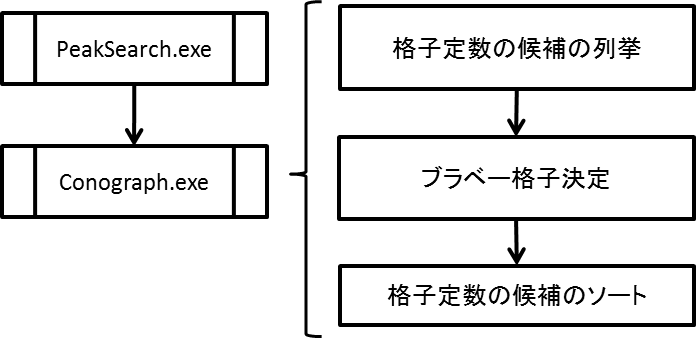 PeakSearch.exe
Conograph.exe
格子定数の候補の列挙
ブラベー格子決定
格子定数の候補のソート